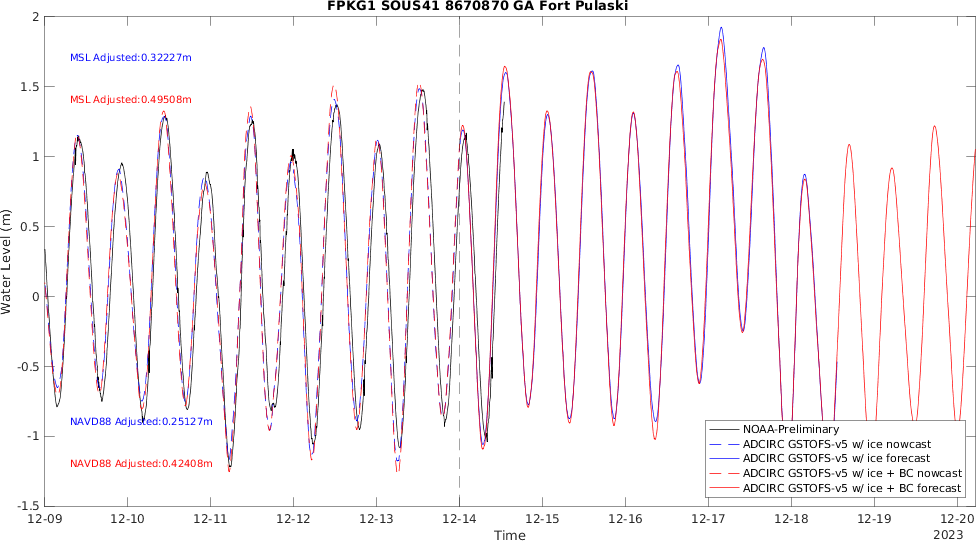 FPKG1 SOUS41 8670870 GA Fort Pulaski
2
1.5
1
0.5
0
-0.5
-1
-1.5
Water Level (m)
MSL Adjusted:0.32227m
MSL Adjusted:0.49508m
NAVD88 Adjusted:0.25127m
NAVD88 Adjusted:0.42408m
NOAA-Preliminary
ADCIRC GSTOFS-v5 w/ ice nowcast
ADCIRC GSTOFS-v5 w/ ice forecast
ADCIRC GSTOFS-v5 w/ ice + BC nowcast
ADCIRC GSTOFS-v5 w/ ice + BC forecast
12-09 12-10 12-11 12-12 12-13 12-14 12-15 12-16 12-17 12-18 12-19 12-20
2023
Time